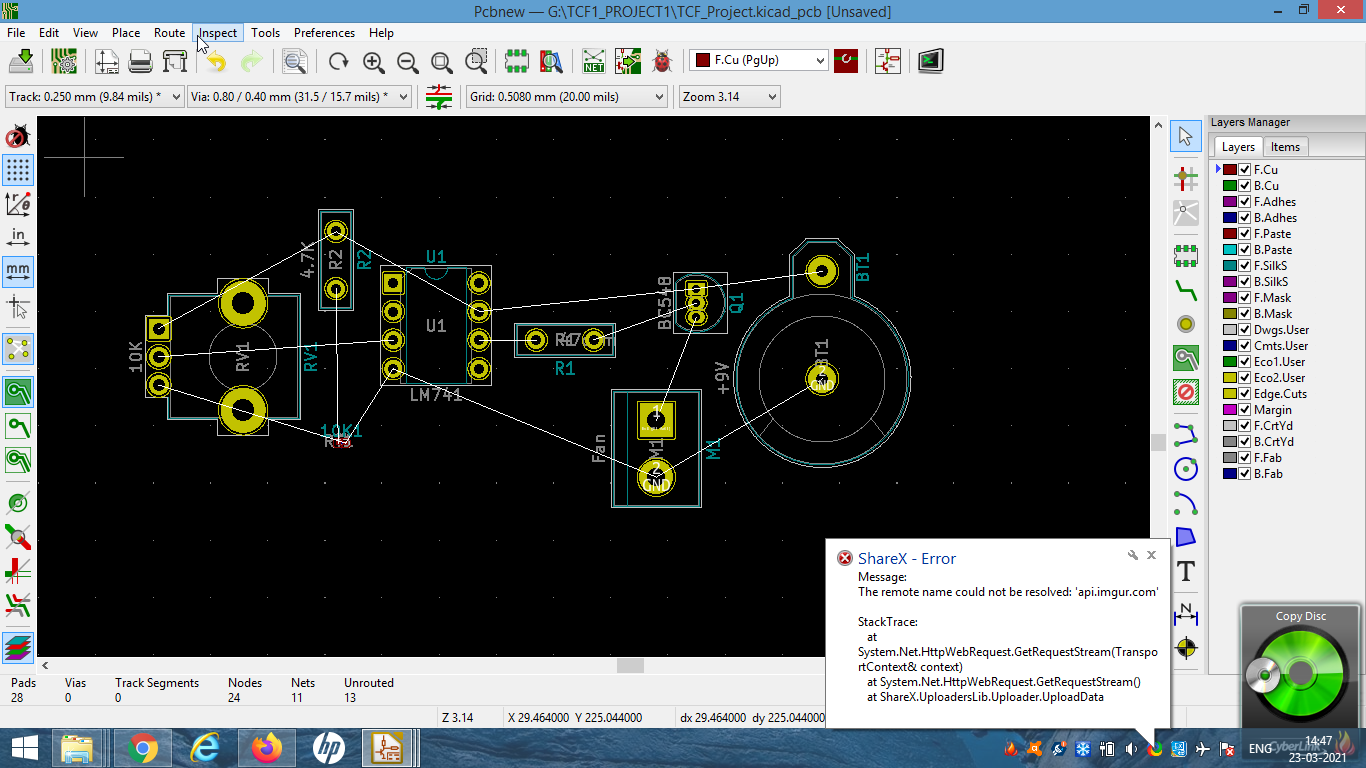 Pcbnew — G:\TCF1_PROJECT1\TCF_Project.kicad_pcb [Unsaved]
File Edit View Place Route Inspect Tools Preferences Help
NET
F.Cu (PgUp)
Track: 0.250 mm (9.84 mils) *
Via: 0.80 / 0.40 mm (31.5 / 15.7 mils) *
Grid: 0.5080 mm (20.00 mils)
Zoom 3.14
in
mm
10K
RV1
RV1
4.7K
R2
R2
U1
U1
LM741
R1
BC548
Q1
BT1
BT1
+9V
2
GND
Fan
1
M1
M1
2
GND
10K1
Layers Manager
Layers Items
F.Cu
B.Cu
F.Adhes
B.Adhes
F.Paste
B.Paste
F.SilkS
B.SilkS
F.Mask
B.Mask
Dwgs.User
Cmts.User
Eco1.User
Eco2.User
Edge.Cuts
Margin
F.CrtYd
B.CrtYd
F.Fab
B.Fab
T
N
ShareX - Error
Message:
The remote name could not be resolved: 'api.imgur.com'
StackTrace:
at
System.Net.HttpWebRequest.GetRequestStream(Transpo
rtContext& context)
at System.Net.HttpWebRequest.GetRequestStream()
at ShareX.UploadersLib.Uploader.UploadData
Copy Disc
CyberLink
Pads Vias Track Segments Nodes Nets Unrouted
28 0 0 24 11 13
Z 3.14
X 29.464000 Y 225.044000
dx 29.464000 dy 225.044000
hp
ENG
14:47
23-03-2021